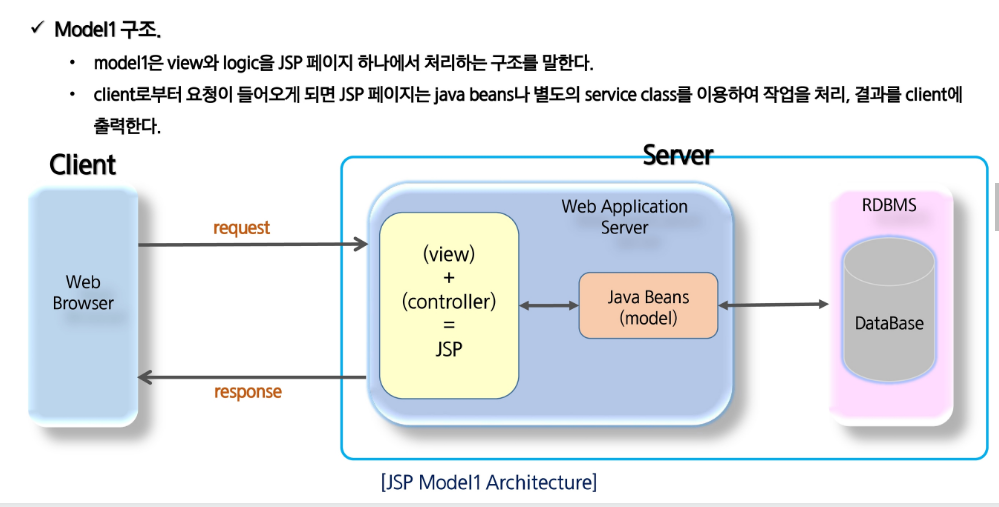 ✓ Model1 구조.
• model1은 view와 logic을 JSP 페이지 하나에서 처리하는 구조를 말한다.
• client로부터 요청이 들어오게 되면 JSP 페이지는 java beans나 별도의 service class를 이용하여 작업을 처리, 결과를 client에
출력한다.
Client
Server
Web Application
Server
RDBMS
request
(view)
+
(controller)
=
JSP
Web
Browser
Java Beans
(model)
DataBase
response
[JSP Model1 Architecture]